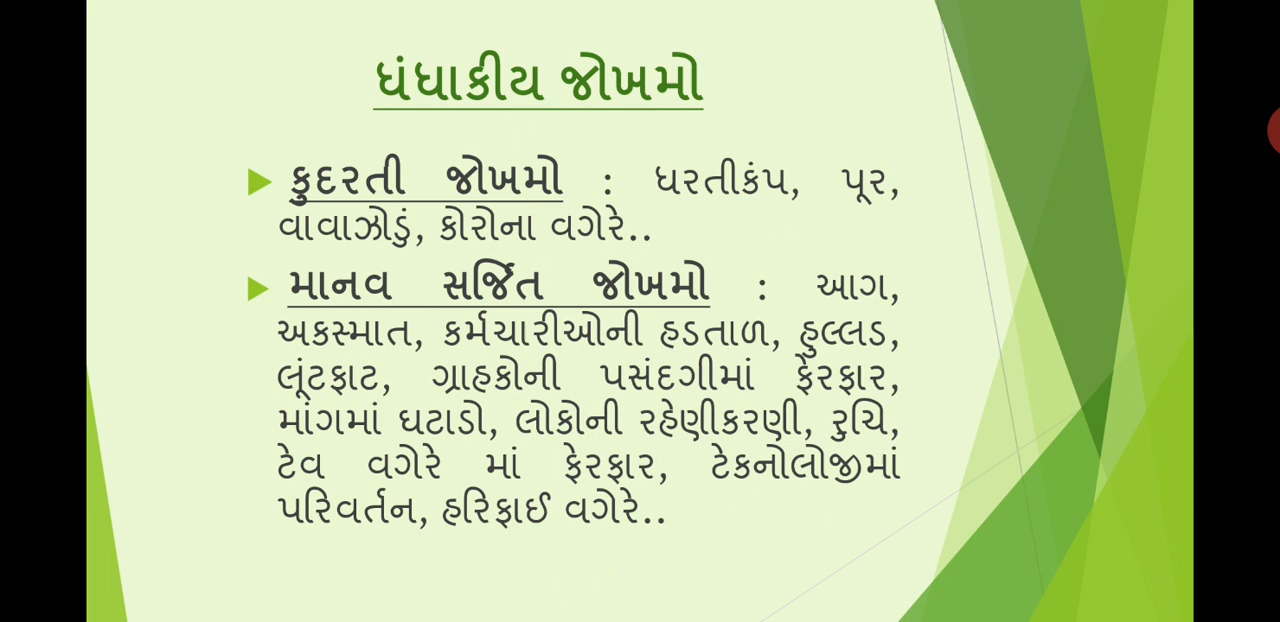 ધંધાકીય જોખમો
કુદરતી જોખમો : ધરતીકંપ, પૂર,
વાવાઝોડું, કોરોના વગેરે..
માનવ સર્જિત જોખમો : આગ,
અકસ્માત, કર્મચારીઓની હડતાળ, હુલ્લડ,
લૂંટફાટ, ગ્રાહકોની પસંદગીમાં ફેરફાર,
માંગમાં ઘટાડો, લોકોની રહેણીકરણી, રુચિ,
ટેવ વગેરે માં ફેરફાર, ટેકનોલોજીમાં
પરિવર્તન, હરિફાઈ વગેરે..